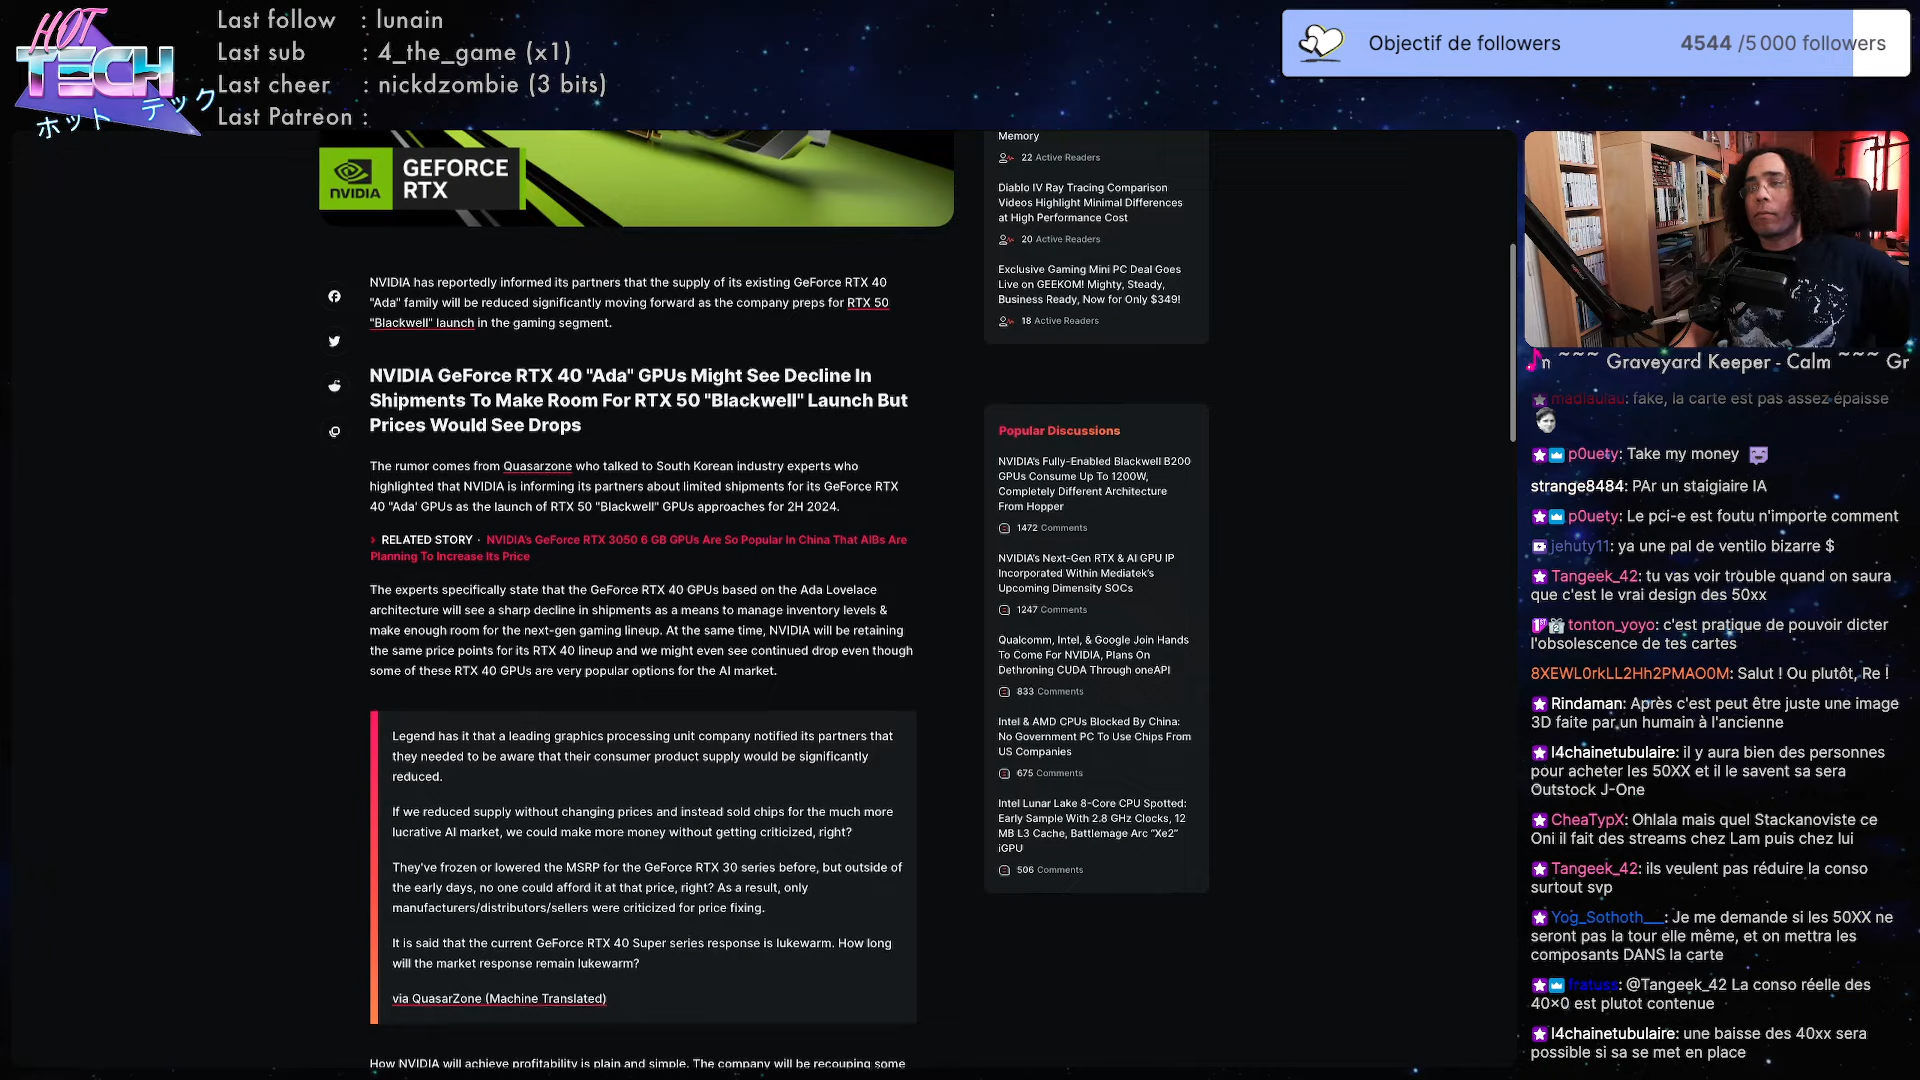 HOT
TECH
ホット テック
Last follow : lunain
Last sub : 4_the_game (x1)
Last cheer : nickdzombie (3 bits)
Last Patreon :
Objectif de followers 4544 /5 000 followers
NVIDIA
GEFORCE
RTX
NVIDIA has reportedly informed its partners that the supply of its existing GeForce RTX 40
"Ada" family will be reduced significantly moving forward as the company preps for RTX 50
"Blackwell" launch in the gaming segment.
NVIDIA GeForce RTX 40 "Ada" GPUs Might See Decline In
Shipments To Make Room For RTX 50 "Blackwell" Launch But
Prices Would See Drops
The rumor comes from Quasarzone who talked to South Korean industry experts who
highlighted that NVIDIA is informing its partners about limited shipments for its GeForce RTX
40 "Ada' GPUs as the launch of RTX 50 "Blackwell" GPUs approaches for 2H 2024.
› RELATED STORY · NVIDIA's GeForce RTX 3050 6 GB GPUs Are So Popular In China That AIBs Are
Planning To Increase Its Price
The experts specifically state that the GeForce RTX 40 GPUs based on the Ada Lovelace
architecture will see a sharp decline in shipments as a means to manage inventory levels &
make enough room for the next-gen gaming lineup. At the same time, NVIDIA will be retaining
the same price points for its RTX 40 lineup and we might even see continued drop even though
some of these RTX 40 GPUs are very popular options for the AI market.
Legend has it that a leading graphics processing unit company notified its partners that
they needed to be aware that their consumer product supply would be significantly
reduced.
If we reduced supply without changing prices and instead sold chips for the much more
lucrative AI market, we could make more money without getting criticized, right?
They've frozen or lowered the MSRP for the GeForce RTX 30 series before, but outside of
the early days, no one could afford it at that price, right? As a result, only
manufacturers/distributors/sellers were criticized for price fixing.
It is said that the current GeForce RTX 40 Super series response is lukewarm. How long
will the market response remain lukewarm?
via QuasarZone (Machine Translated)
How NVIDIA will achieve profitability is plain and simple. The company will be recouping some
Memory
22 Active Readers
Diablo IV Ray Tracing Comparison
Videos Highlight Minimal Differences
at High Performance Cost
20 Active Readers
Exclusive Gaming Mini PC Deal Goes
Live on GEEKOM! Mighty, Steady,
Business Ready, Now for Only $349!
18 Active Readers
Popular Discussions
NVIDIA's Fully-Enabled Blackwell B200
GPUs Consume Up To 1200W,
Completely Different Architecture
From Hopper
1472 Comments
NVIDIA's Next-Gen RTX & AI GPU IP
Incorporated Within Mediatek's
Upcoming Dimensity SOCs
1247 Comments
Qualcomm, Intel, & Google Join Hands
To Come For NVIDIA, Plans On
Dethroning CUDA Through oneAPI
833 Comments
Intel & AMD CPUs Blocked By China:
No Government PC To Use Chips From
US Companies
675 Comments
Intel Lunar Lake 8-Core CPU Spotted:
Early Sample With 2.8 GHz Clocks, 12
MB L3 Cache, Battlemage Arc "Xe2"
iGPU
506 Comments
m ~~~ Graveyard Keeper - Calm ~~~ Gr
madlaulau: fake, la carte est pas assez épaisse
p0uety: Take my money
strange8484: PAr un staigiaire IA
p0uety: Le pci-e est foutu n'importe comment
jehuty11: ya une pal de ventilo bizarre $
Tangeek_42: tu vas voir trouble quand on saura
que c'est le vrai design des 50xx
tonton_yoyo: c'est pratique de pouvoir dicter
l'obsolescence de tes cartes
8XEWL0rkLL2Hh2PMAO0M: Salut ! Ou plutôt, Re !
Rindaman: Après c'est peut être juste une image
3D faite par un humain à l'ancienne
l4chainetubulaire: il y aura bien des personnes
pour acheter les 50XX et il le savent sa sera
Outstock J-One
CheaTypX: Ohlala mais quel Stackanoviste ce
Oni il fait des streams chez Lam puis chez lui
Tangeek_42: ils veulent pas réduire la conso
surtout svp
Yog_Sothoth__: Je me demande si les 50XX ne
seront pas la tour elle même, et on mettra les
composants DANS la carte
fratuss: @Tangeek_42 La conso réelle des
40x0 est plutot contenue
l4chainetubulaire: une baisse des 40xx sera
possible si sa se met en place